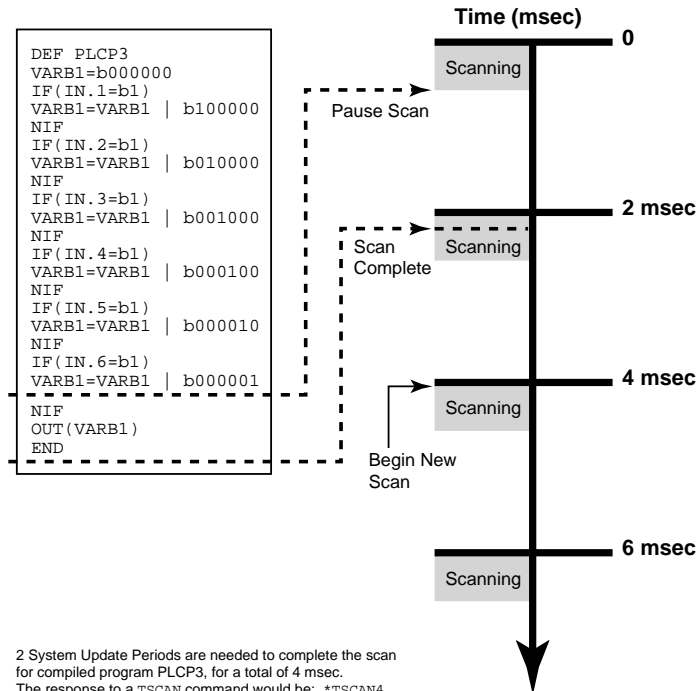 DEF PLCP3
VARB1=b000000
IF(IN.1=b1)
VARB1=VARB1 | b100000
NIF
IF(IN.2=b1)
VARB1=VARB1 | b010000
NIF
IF(IN.3=b1)
VARB1=VARB1 | b001000
NIF
IF(IN.4=b1)
VARB1=VARB1 | b000100
NIF
IF(IN.5=b1)
VARB1=VARB1 | b000010
NIF
IF(IN.6=b1)
VARB1=VARB1 | b000001
NIF
OUT(VARB1)
END
Time (msec)
0
Scanning
Pause Scan
2 msec
Scan
Complete
Scanning
4 msec
Scanning
Begin New
Scan
6 msec
Scanning
2 System Update Periods are needed to complete the scan
for compiled program PLCP3, for a total of 4 msec.
The response to a TSCAN command would be: *TSCAN4